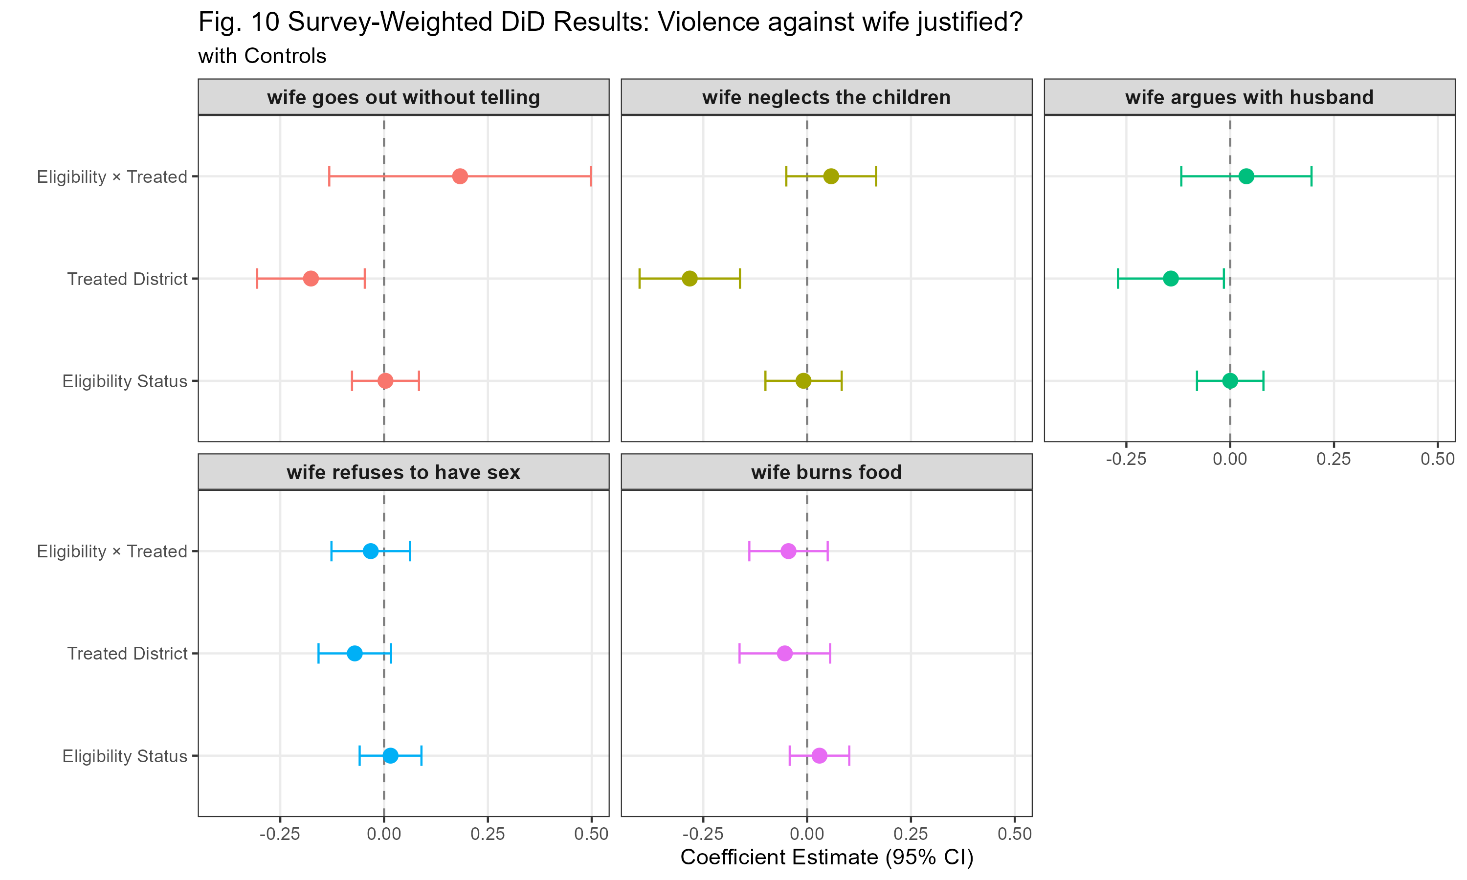 Fig. 10 Survey-Weighted DiD Results: Violence against wife justified?
with Controls
wife goes out without telling
wife neglects the children
wife argues with husband
Eligibility × Treated
Treated District
Eligibility Status
-0.25 0.00 0.25 0.50
wife refuses to have sex
wife burns food
Eligibility × Treated
Treated District
Eligibility Status
-0.25 0.00 0.25 0.50
-0.25 0.00 0.25 0.50
Coefficient Estimate (95% CI)